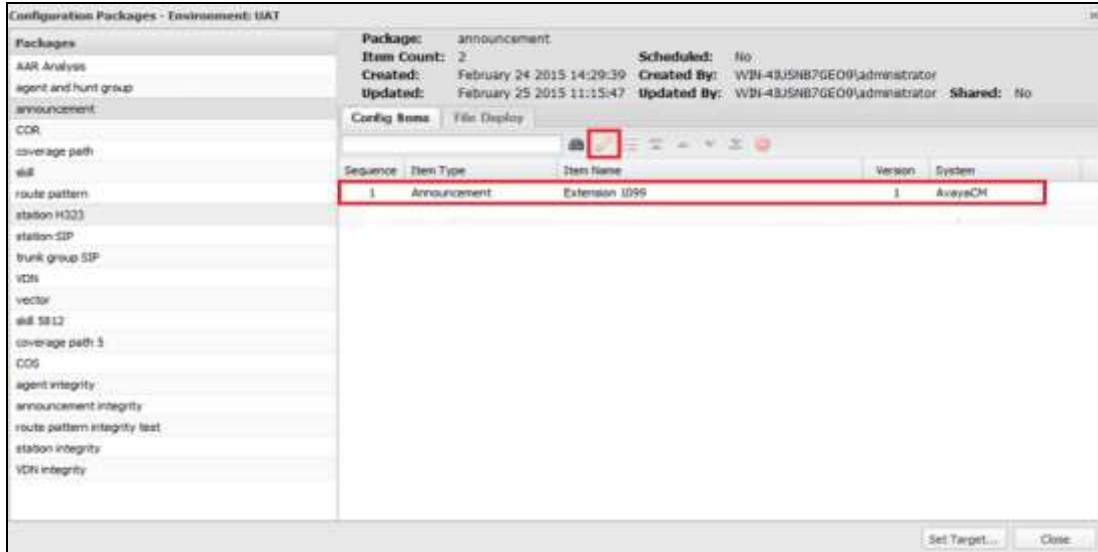 Configuration Packages - Environment: UAT
Packages
AAR Analysis
agent and hunt group
announcement
COR
coverage path
skill
route pattern
station H323
station SIP
trunk group SIP
VDN
vector
skill 5812
coverage path 5
COS
agent integrity
announcement integrity
route pattern integrity test
station integrity
VDN integrity
Package: announcement
Item Count: 2 Scheduled: No
Created: February 24 2015 14:29:39 Created By: WIN-48JSNB7GEO9\administrator
Updated: February 25 2015 11:15:47 Updated By: WIN-48JSNB7GEO9\administrator Shared: No
Config Items File Deploy
Sequence Item Type Item Name Version System
1 Announcement Extension 1099 1 AvayaCM
Set Target... Close